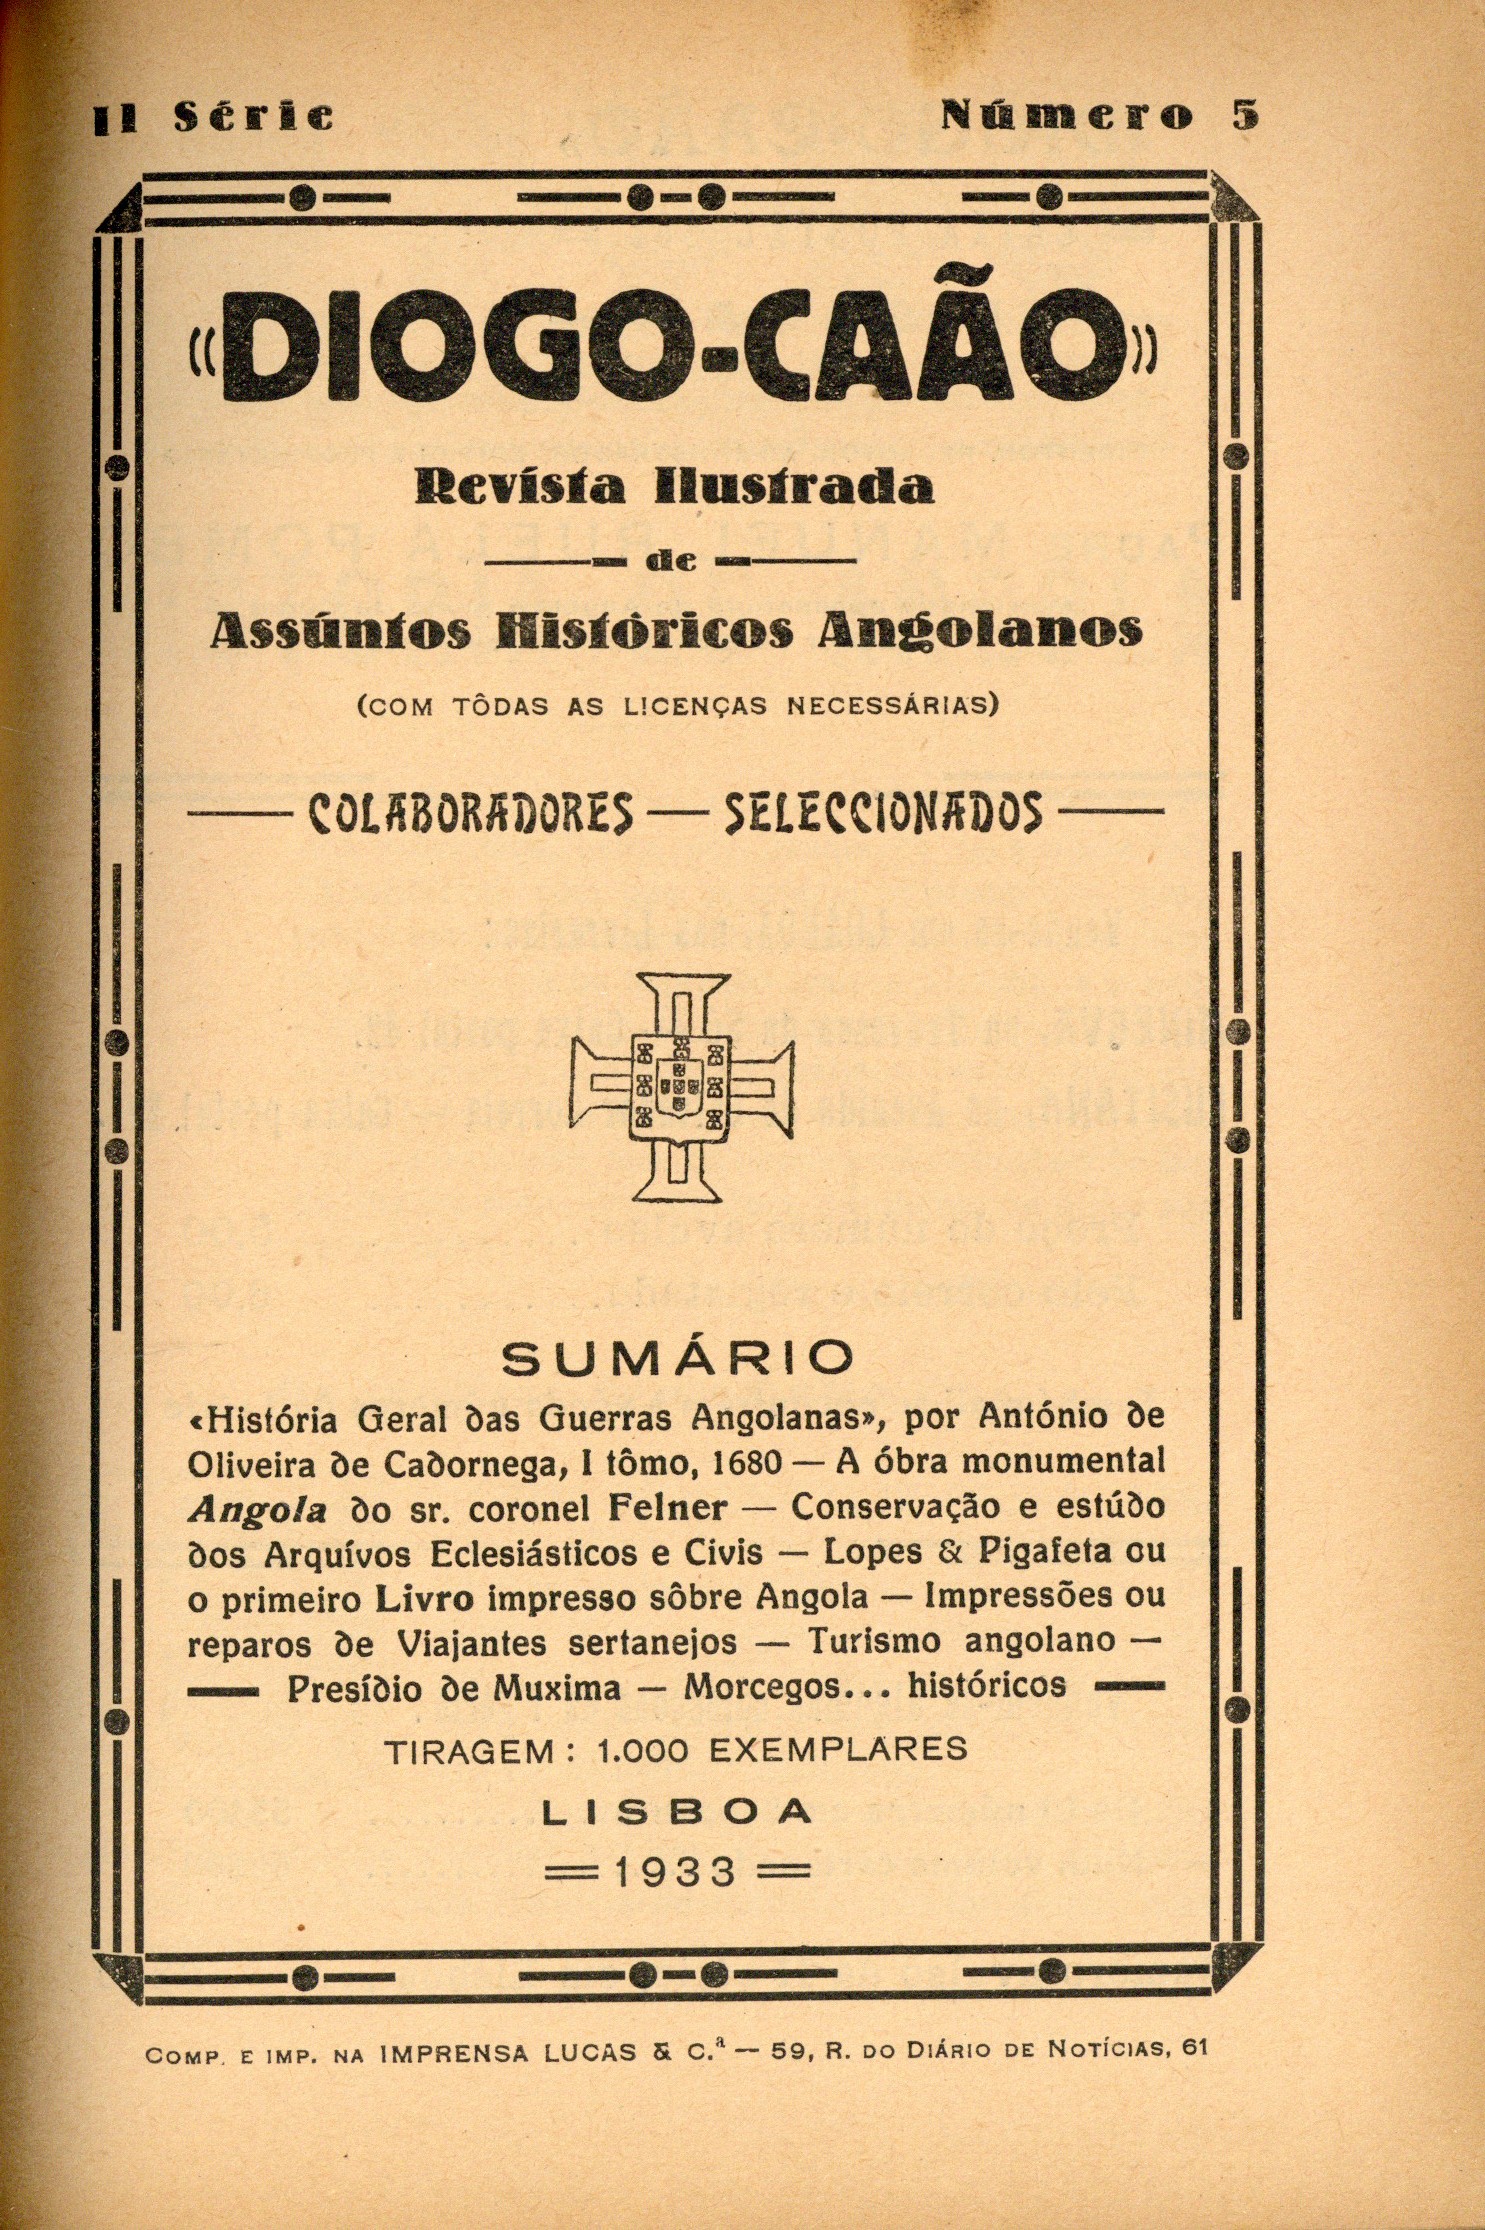 II Série Número 5
«DIOGO-CAÃO»
Revista Ilustrada
de
Assúntos Históricos Angolanos
(COM TÔDAS AS LICENÇAS NECESSÁRIAS)
COLABORADORES — SELECCIONADOS
SUMÁRIO
«História Geral das Guerras Angolanas», por António de
Oliveira de Cadornega, I tômo, 1680 — A óbra monumental
Angola do sr. coronel Felner — Conservação e estúdo
dos Arquívos Eclesiásticos e Civis — Lopes & Pigafeta ou
o primeiro Livro impresso sôbre Angola — Impressões ou
reparos de Viajantes sertanejos — Turismo angolano —
Presídio de Muxima — Morcegos... históricos
TIRAGEM: 1.000 EXEMPLARES
LISBOA
1933
COMP. E IMP. NA IMPRENSA LUCAS & C.ª — 59, R. DO DIÁRIO DE NOTÍCIAS, 61